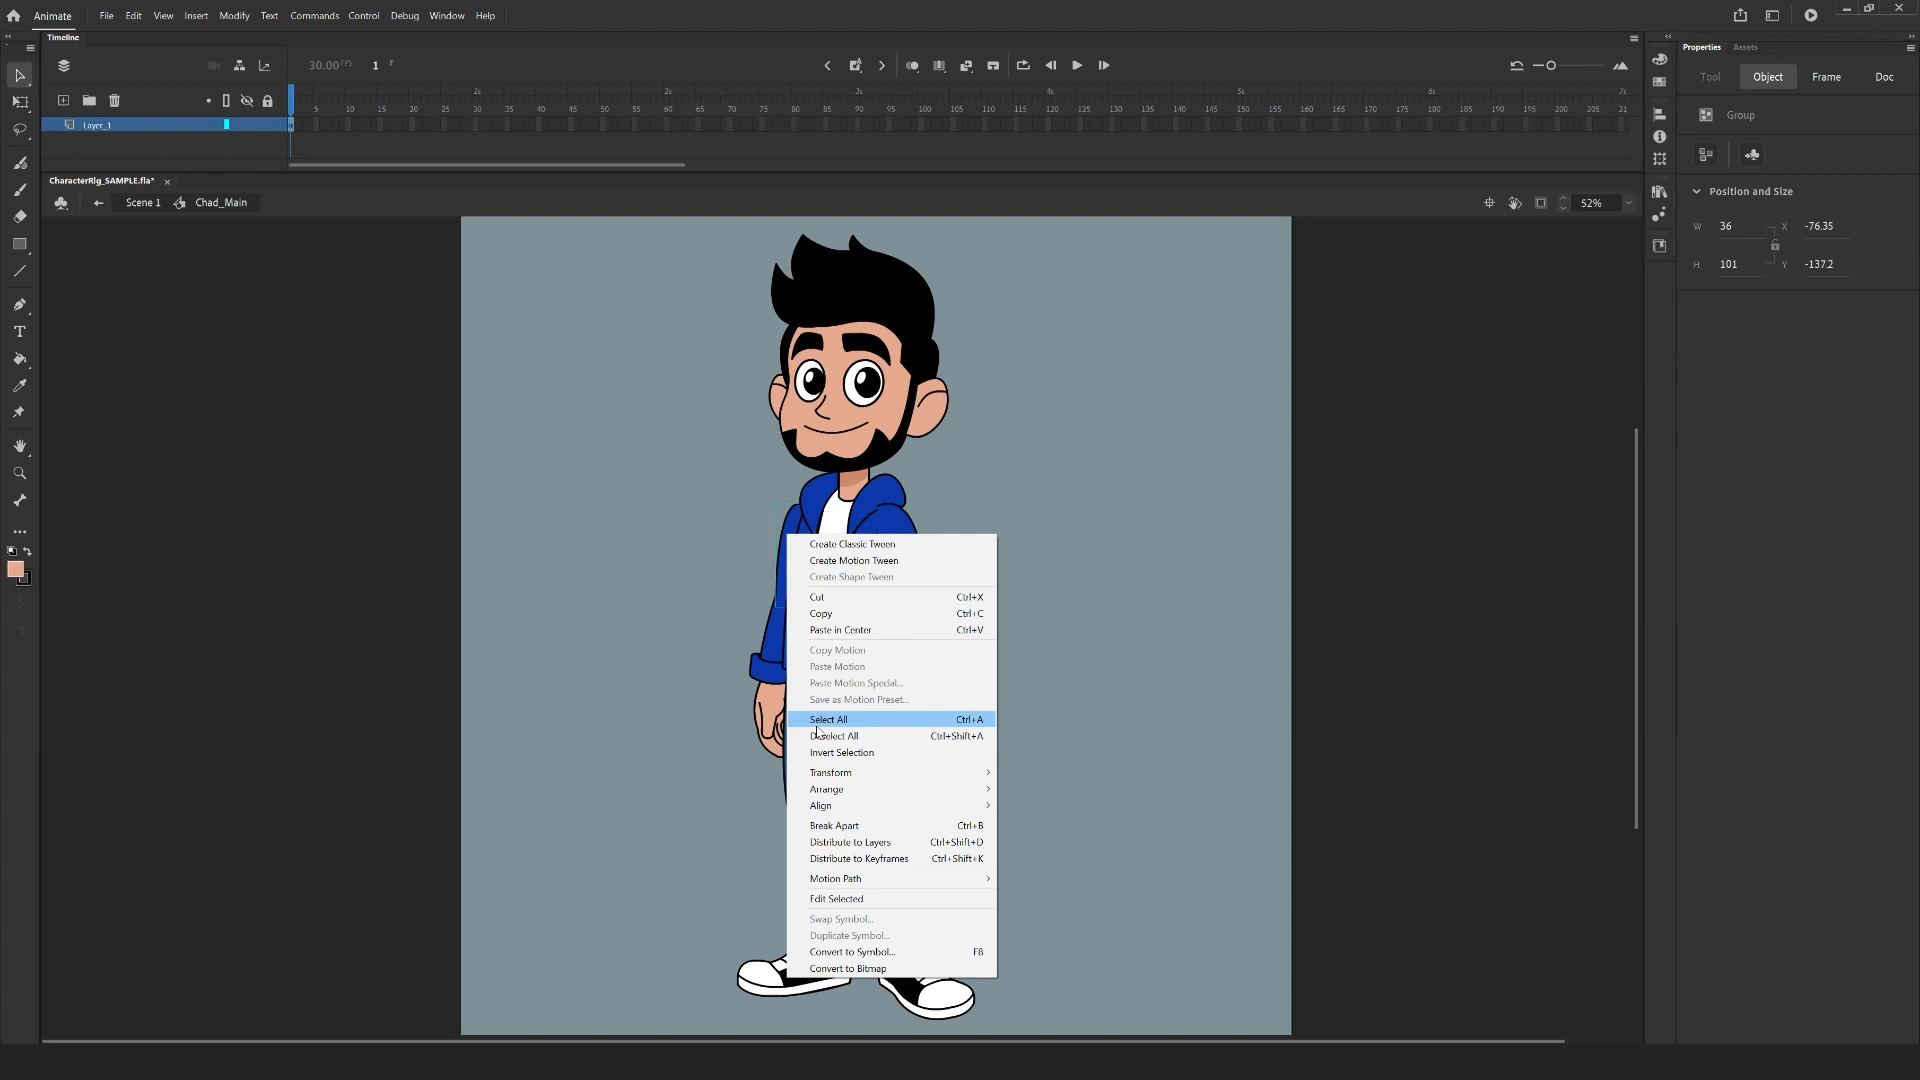 Animate File Edit View Insert Modify Text Commands Control Debug Window Help
Timeline
30.00 FPS 1 F
1s 2s 3s 4s 5s 6s 7s
5 10 15 20 25 30 35 40 45 50 55 60 65 70 75 80 85 90 95 100 105 110 115 120 125 130 135 140 145 150 155 160 165 170 175 180 185 190 195 200 205 21
Layer_1
CharacterRig_SAMPLE.fla*
Scene 1 Chad_Main
52%
Create Classic Tween
Create Motion Tween
Create Shape Tween
Cut Ctrl+X
Copy Ctrl+C
Paste in Center Ctrl+V
Copy Motion
Paste Motion
Paste Motion Special...
Save as Motion Preset...
Select All Ctrl+A
Deselect All Ctrl+Shift+A
Invert Selection
Transform
Arrange
Align
Break Apart Ctrl+B
Distribute to Layers Ctrl+Shift+D
Distribute to Keyframes Ctrl+Shift+K
Motion Path
Edit Selected
Swap Symbol...
Duplicate Symbol...
Convert to Symbol... F8
Convert to Bitmap
Properties Assets
Tool Object Frame Doc
Group
Position and Size
W 36 X -76.35
H 101 Y -137.2